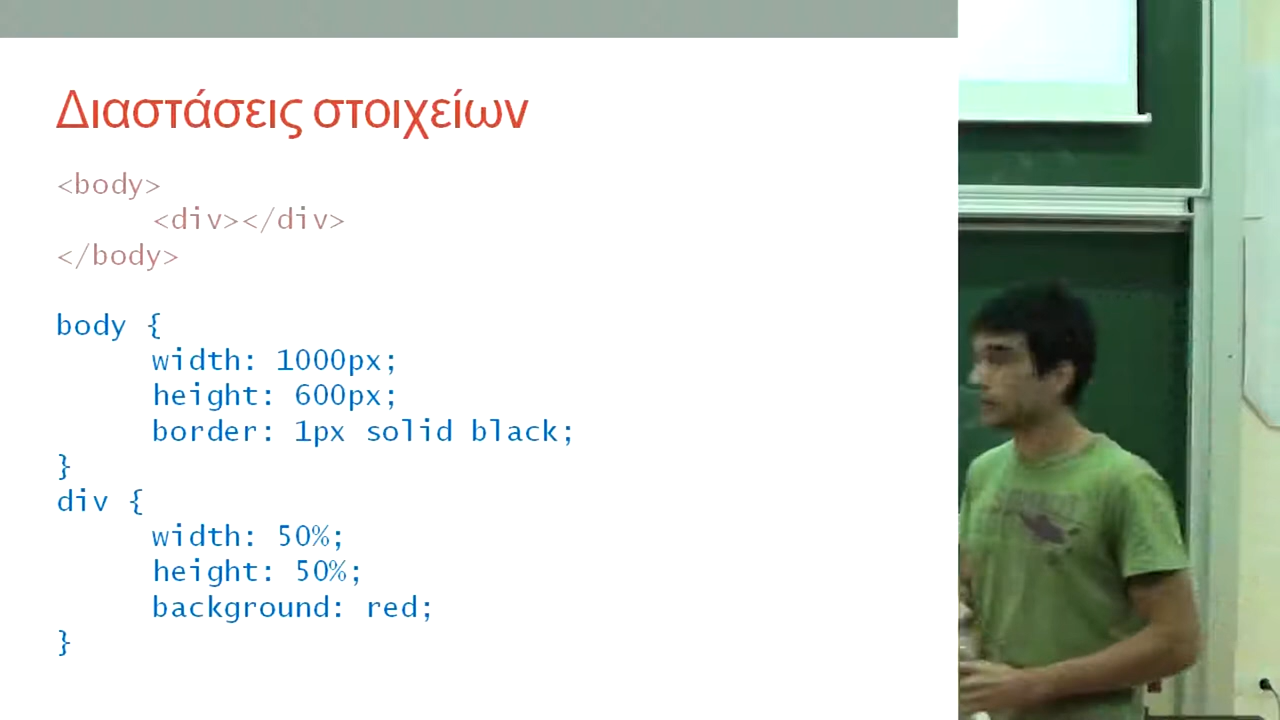 Διαστάσεις στοιχείων
<body>
<div></div>
</body>
body {
width: 1000px;
height: 600px;
border: 1px solid black;
}
div {
width: 50%;
height: 50%;
background: red;
}